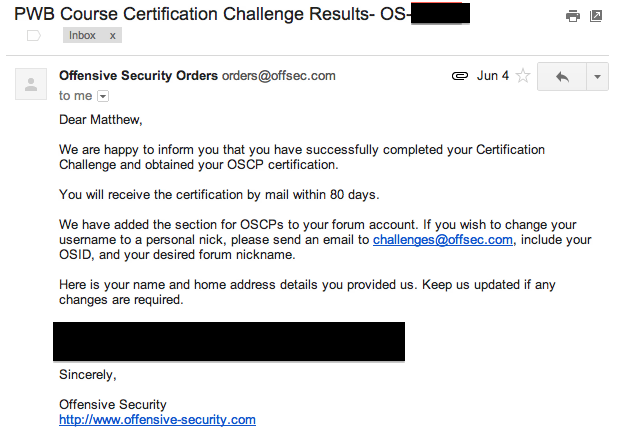 PWB Course Certification Challenge Results- OS-
Inbox x
Offensive Security Orders orders@offsec.com
Jun 4
to me
Dear Matthew,
We are happy to inform you that you have successfully completed your Certification
Challenge and obtained your OSCP certification.
You will receive the certification by mail within 80 days.
We have added the section for OSCPs to your forum account. If you wish to change your
username to a personal nick, please send an email to challenges@offsec.com, include your
OSID, and your desired forum nickname.
Here is your name and home address details you provided us. Keep us updated if any
changes are required.
Sincerely,
Offensive Security
http://www.offensive-security.com